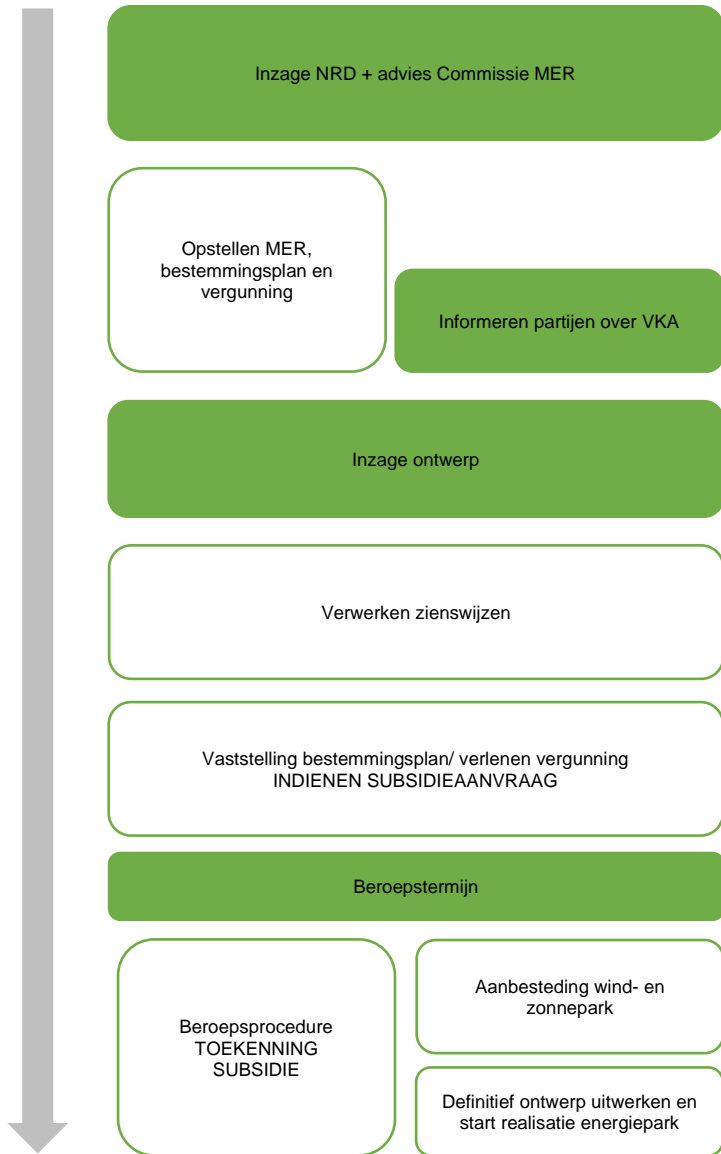 Inzage NRD + advies Commissie MER
Opstellen MER,
bestemmingsplan en
vergunning
Informeren partijen over VKA
Inzage ontwerp
Verwerken zienswijzen
Vaststelling bestemmingsplan/ verlenen vergunning
INDIENEN SUBSIDIEAANVRAAG
Beroepstermijn
Beroepsprocedure
TOEKENNING
SUBSIDIE
Aanbesteding wind- en
zonnepark
Definitief ontwerp uitwerken en
start realisatie energiepark